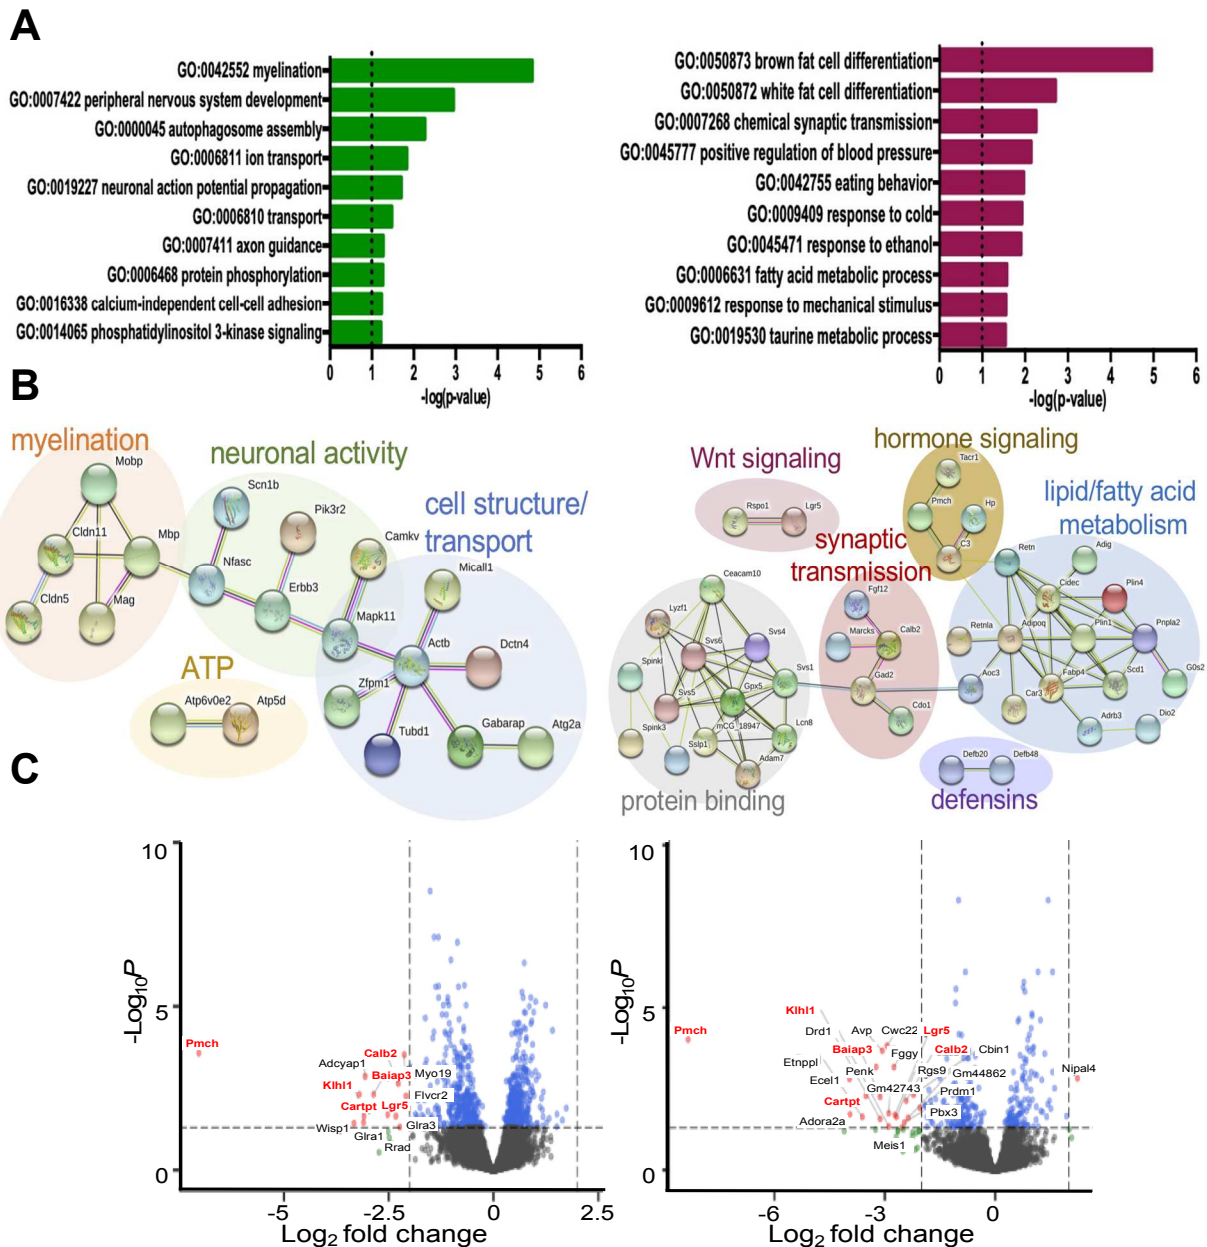 A
GO:0042552 myelination
GO:0007422 peripheral nervous system development
GO:0000045 autophagosome assembly
GO:0006811 ion transport
GO:0019227 neuronal action potential propagation
GO:0006810 transport
GO:0007411 axon guidance
GO:0006468 protein phosphorylation
GO:0016338 calcium-independent cell-cell adhesion
GO:0014065 phosphatidylinositol 3-kinase signaling
0 1 2 3 4 5 6
-log(p-value)
GO:0050873 brown fat cell differentiation
GO:0050872 white fat cell differentiation
GO:0007268 chemical synaptic transmission
GO:0045777 positive regulation of blood pressure
GO:0042755 eating behavior
GO:0009409 response to cold
GO:0045471 response to ethanol
GO:0006631 fatty acid metabolic process
GO:0009612 response to mechanical stimulus
GO:0019530 taurine metabolic process
0 1 2 3 4 5 6
-log(p-value)
B
myelination
Mobp
Cldn11
Mbp
Cldn5
Mag
neuronal activity
Scn1b
Pik3r2
Camkv
Nfasc
Erbb3
Mapk11
cell structure/
transport
Micall1
Actb
Dctn4
Zfpm1
Tubd1
Gabarap
Atg2a
ATP
Atp6v0e2
Atp5d
Wnt signaling
Rspo1
Lgr5
hormone signaling
Tacr1
Pmch
Hp
C3
lipid/fatty acid
metabolism
Retn
Adig
Cidec
Plin4
Retnla
Adipoq
Plin1
Pnpla2
Aoc3
Car3
Fabp4
Scd1
G0s2
Adrb3
Dio2
synaptic
transmission
Fgf12
Marcks
Calb2
Gad2
Cdo1
Ceacam10
Lyzl1
Svs6
Svs4
Spinkl
Svs1
Svs5
Gpx5
Spink3
mCG_18947
Lcn8
Sslp1
Adam7
protein binding
Defb20
Defb48
defensins
C
10
5
0
-Log10P
Pmch
Calb2
Adcyap1
Baiap3
Myo19
Klhl1
Flvcr2
Cartpt
Lgr5
Wisp1
Glra3
Glra1
Rrad
-5
-2.5
0
2.5
Log2 fold change
10
5
0
-Log10P
Klhl1
Pmch
Drd1
Avp
Cwc22
Lgr5
Baiap3
Fggy
Calb2
Cbin1
Etnppl
Penk
Rgs9
Gm44862
Nipal4
Ecel1
Gm42743
Prdm1
Cartpt
Pbx3
Adora2a
Meis1
-6
-3
0
Log2 fold change